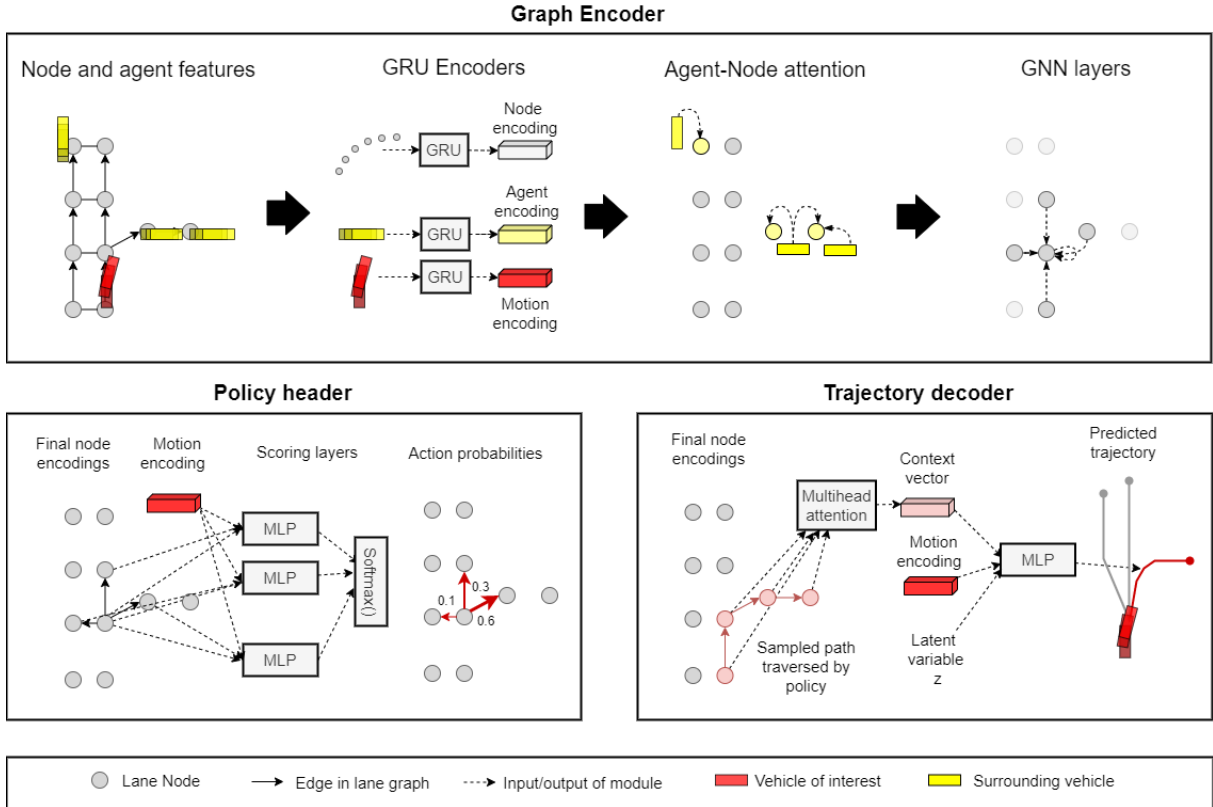 Graph Encoder
Node and agent features
GRU Encoders
Agent-Node attention
GNN layers
Node
encoding
GRU
Agent
encoding
GRU
GRU
Motion
encoding
Policy header
Final node
encodings
Motion
encoding
Scoring layers
Action probabilities
MLP
MLP
MLP
Softmax()
0.3
0.1
0.6
Trajectory decoder
Final node
encodings
Multihead
attention
Context
vector
Predicted
trajectory
Motion
encoding
MLP
Sampled path
traversed by
policy
Latent
variable
z
Lane Node
Edge in lane graph
Input/output of module
Vehicle of interest
Surrounding vehicle